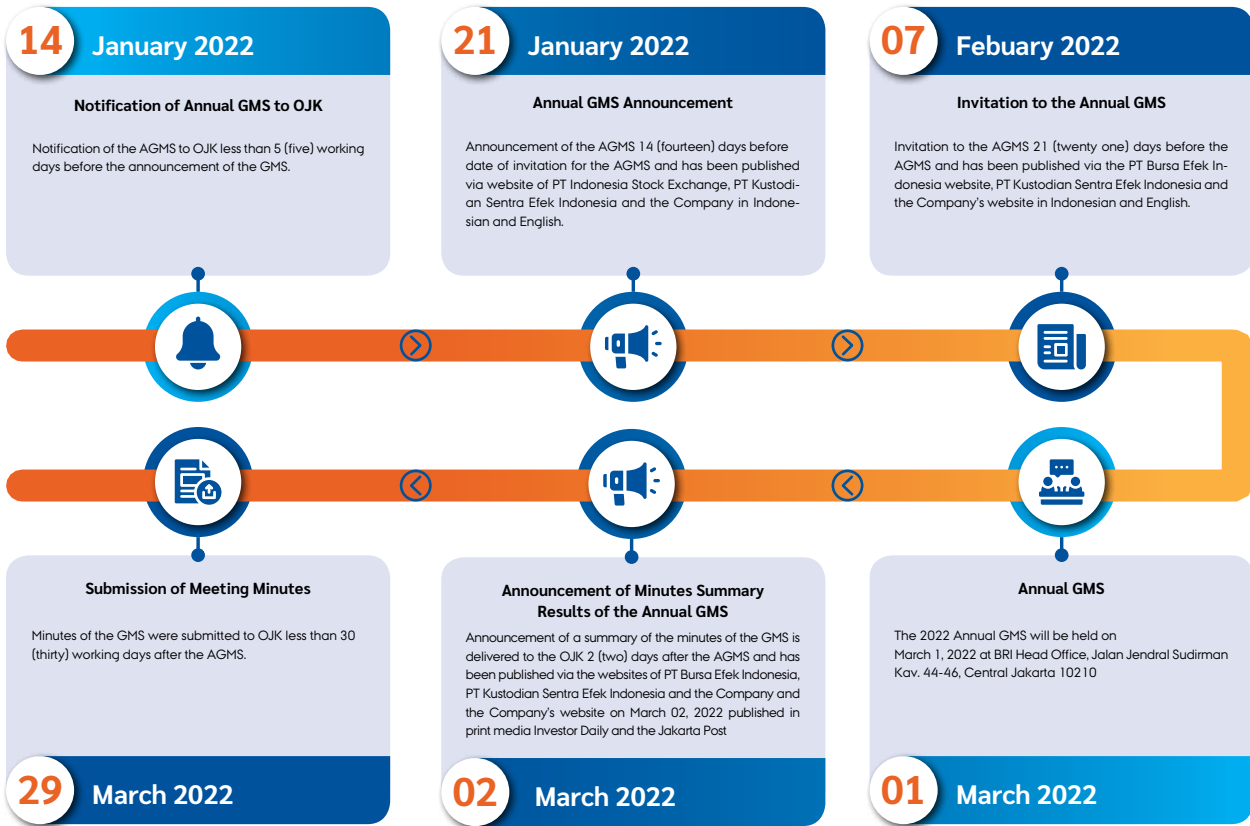 14 January 2022
Notification of Annual GMS to OJK
Notification of the AGMS to OJK less than 5 (five) working
days before the announcement of the GMS.
21 January 2022
Annual GMS Announcement
Announcement of the AGMS 14 (fourteen) days before
date of invitation for the AGMS and has been published
via website of PT Indonesia Stock Exchange, PT Kustodi-
an Sentra Efek Indonesia and the Company in Indone-
sian and English.
07 Febuary 2022
Invitation to the Annual GMS
Invitation to the AGMS 21 (twenty one) days before the
AGMS and has been published via the PT Bursa Efek In-
donesia website, PT Kustodian Sentra Efek Indonesia and
the Company's website in Indonesian and English.
Annual GMS
The 2022 Annual GMS will be held on
March 1, 2022 at BRI Head Office, Jalan Jendral Sudirman
Kav. 44-46, Central Jakarta 10210
01 March 2022
Announcement of Minutes Summary
Results of the Annual GMS
Announcement of a summary of the minutes of the GMS is
delivered to the OJK 2 (two) days after the AGMS and has
been published via the websites of PT Bursa Efek Indonesia,
PT Kustodian Sentra Efek Indonesia and the Company and
the Company's website on March 02, 2022 published in
print media Investor Daily and the Jakarta Post
02 March 2022
Submission of Meeting Minutes
Minutes of the GMS were submitted to OJK less than 30
(thirty) working days after the AGMS.
29 March 2022